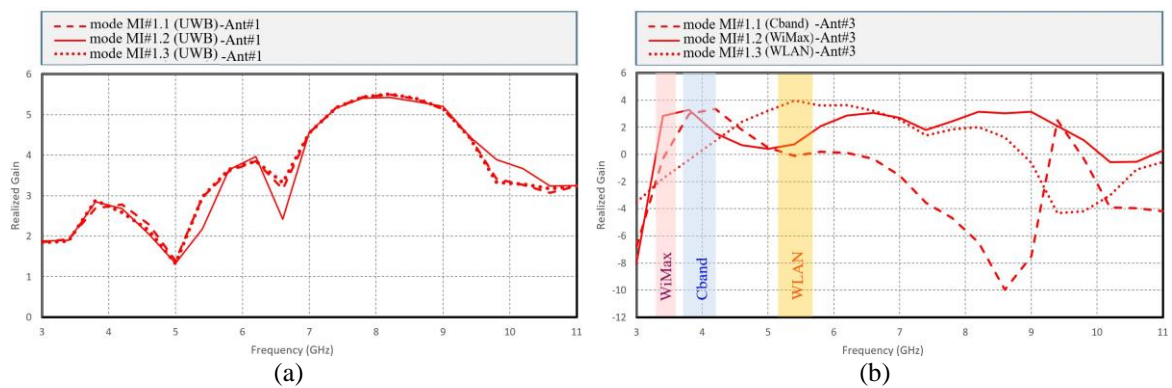 mode MI#1.1 (UWB) -Ant#1
mode MI#1.2 (UWB) -Ant#1
mode MI#1.3 (UWB) -Ant#1
6
5
4
3
2
1
0
Realized Gain
3 4 5 6 7 8 9 10 11
Frequency (GHz)
(a)
mode MI#1.1 (Cband) -Ant#3
mode MI#1.2 (WiMax) -Ant#3
mode MI#1.3 (WLAN) -Ant#3
6
4
2
0
-2
-4
-6
-8
-10
-12
Realized Gain
WiMax
Cband
WLAN
3 4 5 6 7 8 9 10 11
Frequency (GHz)
(b)